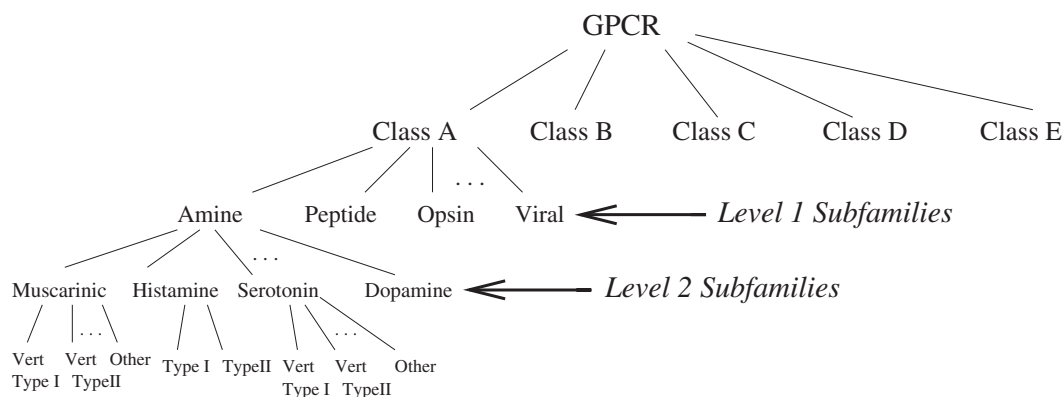 GPCR
Class A Class B Class C Class D Class E
. . .
Amine Peptide Opsin Viral Level 1 Subfamilies
. . .
Muscarinic Histamine Serotonin Dopamine Level 2 Subfamilies
. . . . . .
Vert Vert Other Type I TypeII Vert Vert Other
Type I TypeII Type I TypeII